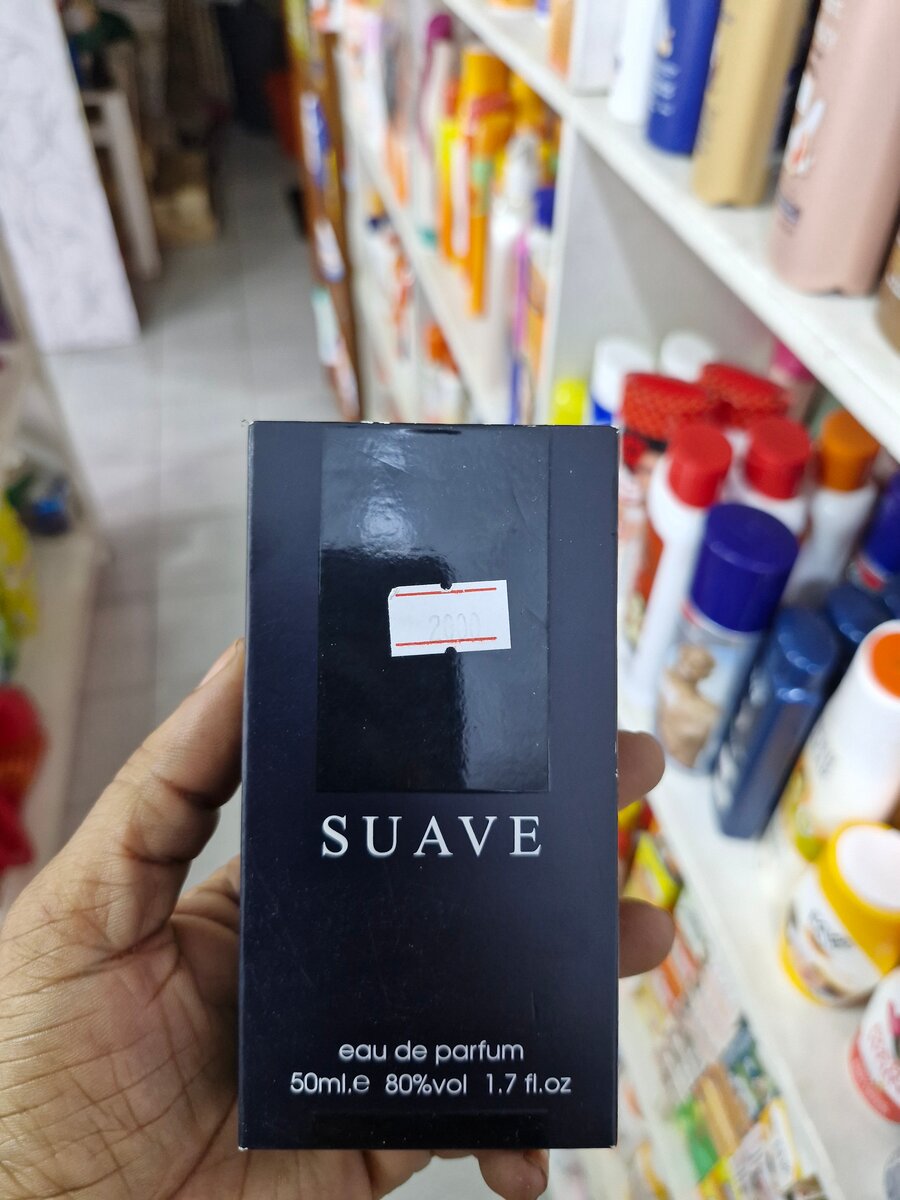 SUAVE
eau de parfum
50ml.e 80%vol 1.7 fl.oz